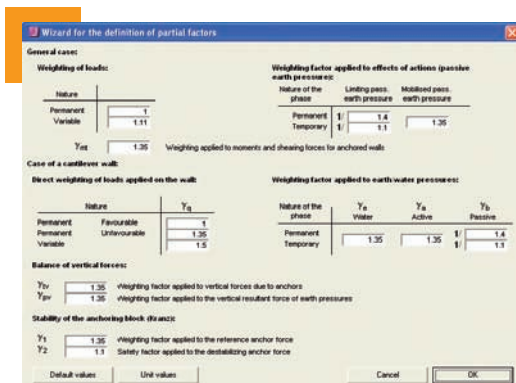 Wizard for the definition of partial factors
General case:
Weighting of loads:
Nature
Permanent 1
Variable 1.11
γes 1.35 Weighting applied to moments and shearing forces for anchored walls
Weighting factor applied to effects of actions (passive
earth pressure):
Nature of the phase Limiting pass. earth pressure Mobilised pass. earth pressure
Permanent 1/ 1.4 1.35
Temporary 1/ 1.1
Case of a cantilever wall:
Direct weighting of loads applied on the wall:
Nature γq
Permanent Favourable 1
Permanent Unfavourable 1.35
Variable 1.5
Weighting factor applied to earth/water pressures:
Nature of the phase γe Water γa Active γb Passive
Permanent 1.35 1.35 1/ 1.4
Temporary 1/ 1.1
Balance of vertical forces:
γtv 1.35 Weighting factor applied to vertical forces due to anchors
γpv 1.35 Weighting factor applied to the vertical resultant force of earth pressures
Stability of the anchoring block (Kranz):
γ1 1.35 Weighting factor applied to the reference anchor force
γ2 1.1 Safety factor applied to the destabilizing anchor force
Default values Unit values Cancel OK